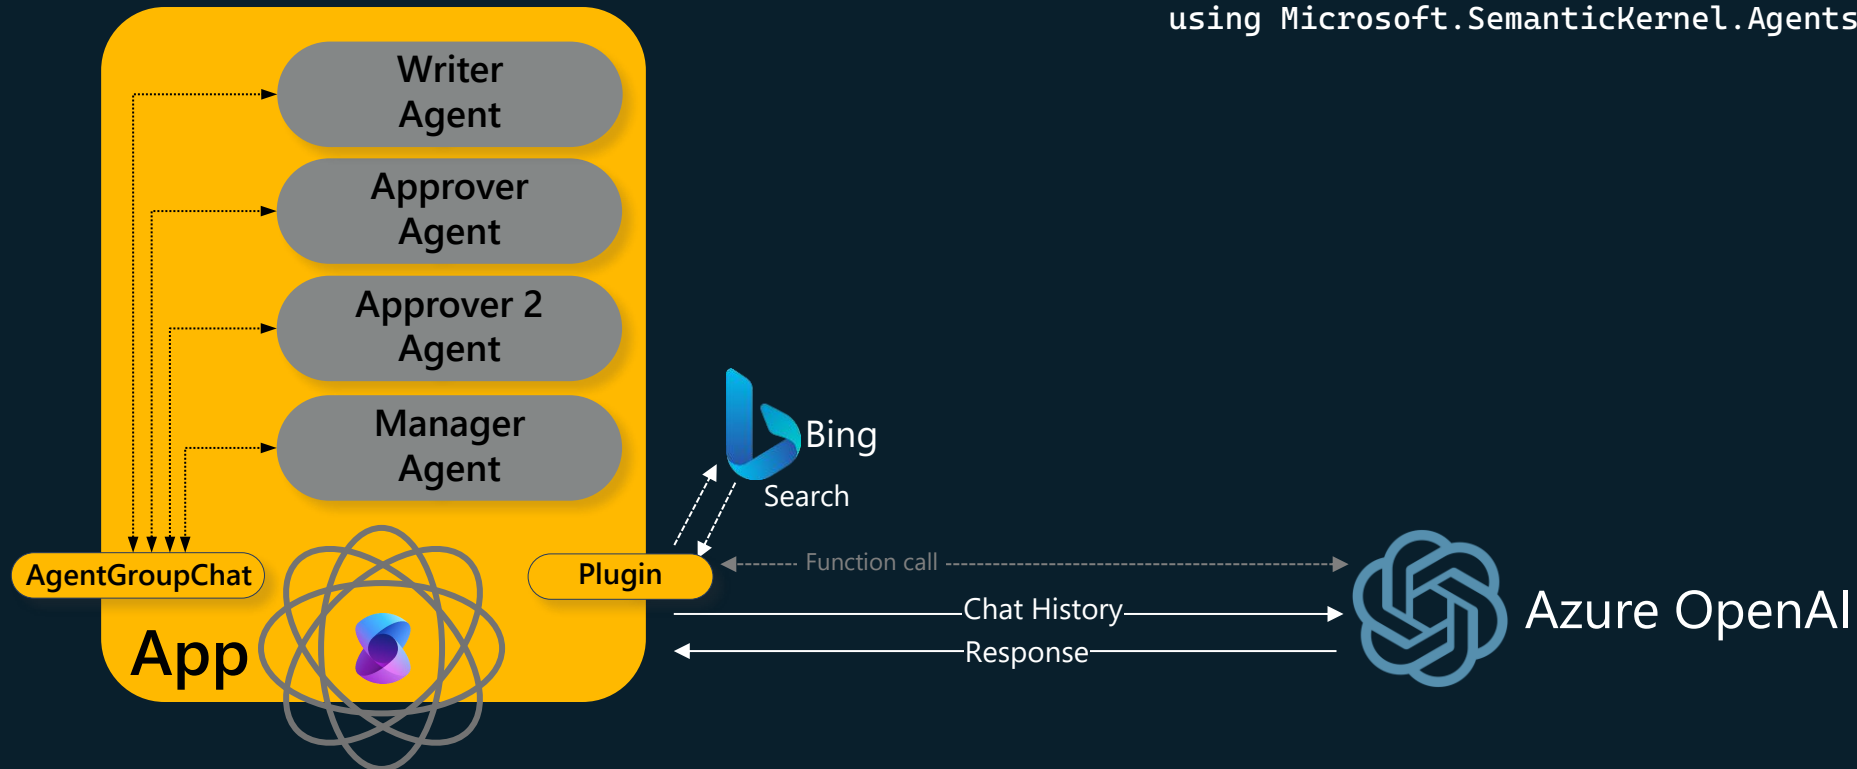 using Microsoft.SemanticKernel.Agents
Writer
Agent
Approver
Agent
Approver 2
Agent
Manager
Agent
Bing
Search
AgentGroupChat
Plugin
Function call
Chat History
Response
Azure OpenAI
App